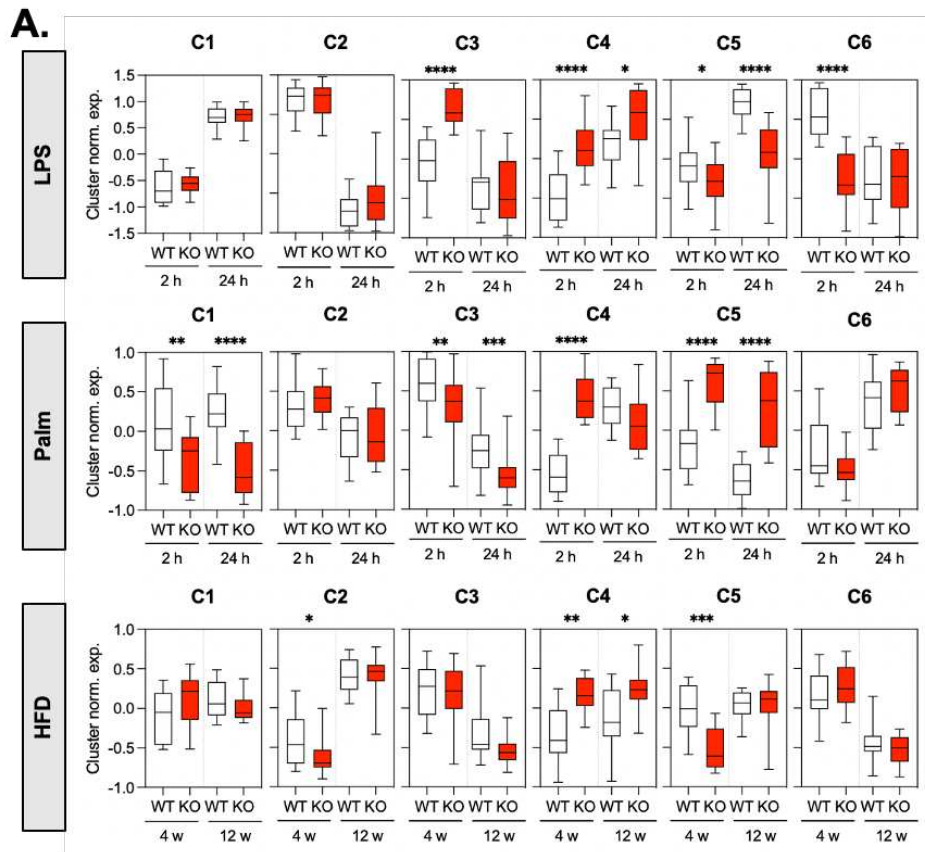 A.
LPS
C1 C2 C3 C4 C5 C6
**** **** * * **** ****
Cluster norm. exp.
1.5
1.0
0.5
0.0
-0.5
-1.0
-1.5
WT KO WT KO WT KO WT KO WT KO WT KO WT KO WT KO WT KO WT KO WT KO WT KO
2 h 24 h 2 h 24 h 2 h 24 h 2 h 24 h 2 h 24 h 2 h 24 h
Palm
C1 C2 C3 C4 C5 C6
** **** ** *** **** **** ****
Cluster norm. exp.
1.0
0.5
0.0
-0.5
-1.0
WT KO WT KO WT KO WT KO WT KO WT KO WT KO WT KO WT KO WT KO WT KO WT KO
2 h 24 h 2 h 24 h 2 h 24 h 2 h 24 h 2 h 24 h 2 h 24 h
HFD
C1 C2 C3 C4 C5 C6
* ** * ***
Cluster norm. exp.
1.0
0.5
0.0
-0.5
-1.0
WT KO WT KO WT KO WT KO WT KO WT KO WT KO WT KO WT KO WT KO WT KO WT KO
4 w 12 w 4 w 12 w 4 w 12 w 4 w 12 w 4 w 12 w 4 w 12 w